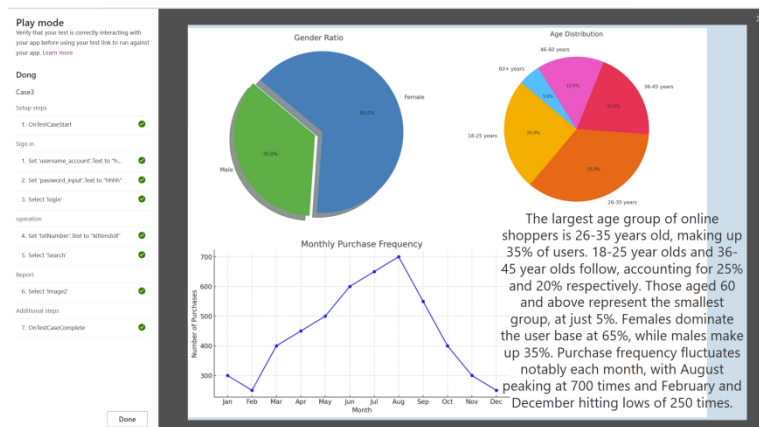 Play mode
Verify that your test is correctly interacting with
your app before using your test link to run against
your app. Learn more
Dong
Case3
Setup steps
1. OnTestCaseStart
Sign in
1. Set 'username_account'.Text to "h...
2. Set 'password_input'.Text to "hhhh"
3. Select 'login'
operation
4. Set 'txtNumber'.Text to "kittendoll"
5. Select 'Search'
Report
6. Select 'Image2'
Additional steps
7. OnTestCaseComplete
Done
Gender Ratio
Female
65.0%
35.0%
Male
Age Distribution
46-60 years
60+ years
36-45 years
15.0%
5.0%
20.0%
18-25 years
25.0%
35.0%
26-35 years
Monthly Purchase Frequency
Number of Purchases
700
600
500
400
300
Jan Feb Mar Apr May Jun Jul Aug Sep Oct Nov Dec
Month
The largest age group of online
shoppers is 26-35 years old, making up
35% of users. 18-25 year olds and 36-
45 year olds follow, accounting for 25%
and 20% respectively. Those aged 60
and above represent the smallest
group, at just 5%. Females dominate
the user base at 65%, while males make
up 35%. Purchase frequency fluctuates
notably each month, with August
peaking at 700 times and February and
December hitting lows of 250 times.